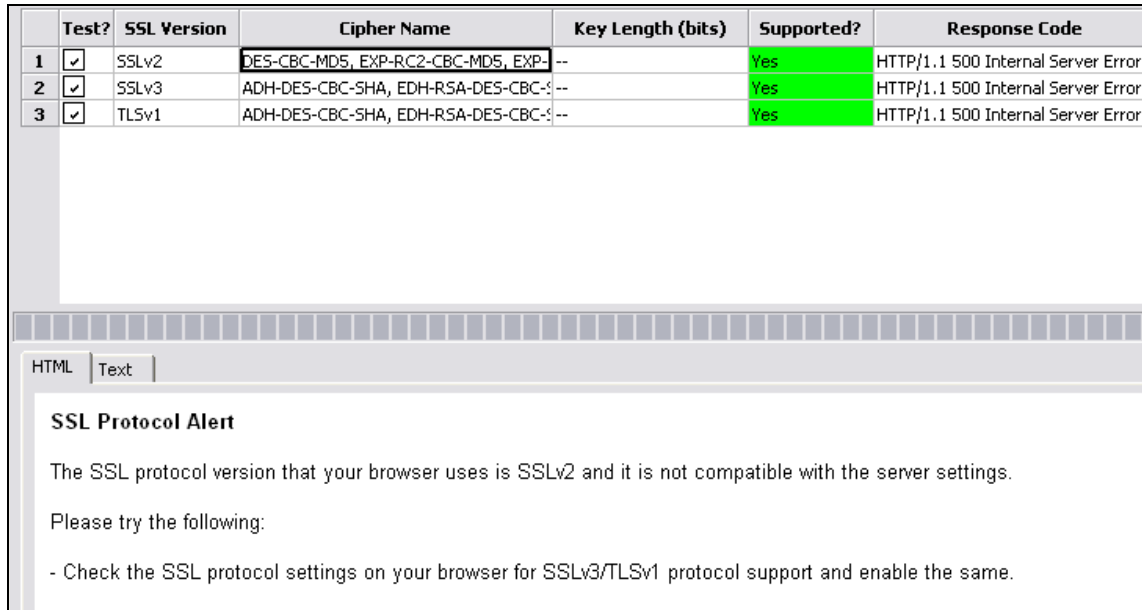 Test? SSL Version Cipher Name Key Length (bits) Supported? Response Code
1 SSLv2 DES-CBC-MD5, EXP-RC2-CBC-MD5, EXP- -- Yes HTTP/1.1 500 Internal Server Error
2 SSLv3 ADH-DES-CBC-SHA, EDH-RSA-DES-CBC- -- Yes HTTP/1.1 500 Internal Server Error
3 TLSv1 ADH-DES-CBC-SHA, EDH-RSA-DES-CBC- -- Yes HTTP/1.1 500 Internal Server Error
HTML Text
SSL Protocol Alert
The SSL protocol version that your browser uses is SSLv2 and it is not compatible with the server settings.
Please try the following:
- Check the SSL protocol settings on your browser for SSLv3/TLSv1 protocol support and enable the same.